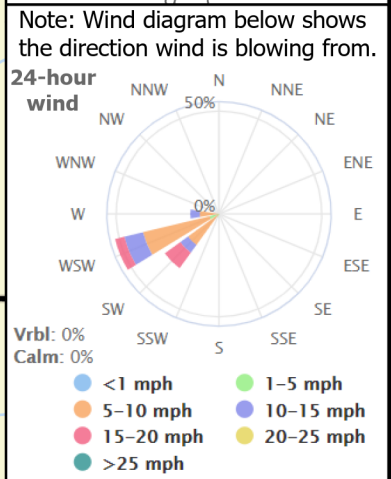 Note: Wind diagram below shows
the direction wind is blowing from.
24-hour
wind
N
NNW
NNE
50%
NW
NE
WNW
ENE
0%
W
E
WSW
ESE
SW
SE
SSW
SSE
S
Vrbl: 0%
Calm: 0%
<1 mph
1-5 mph
5-10 mph
10-15 mph
15-20 mph
20-25 mph
>25 mph